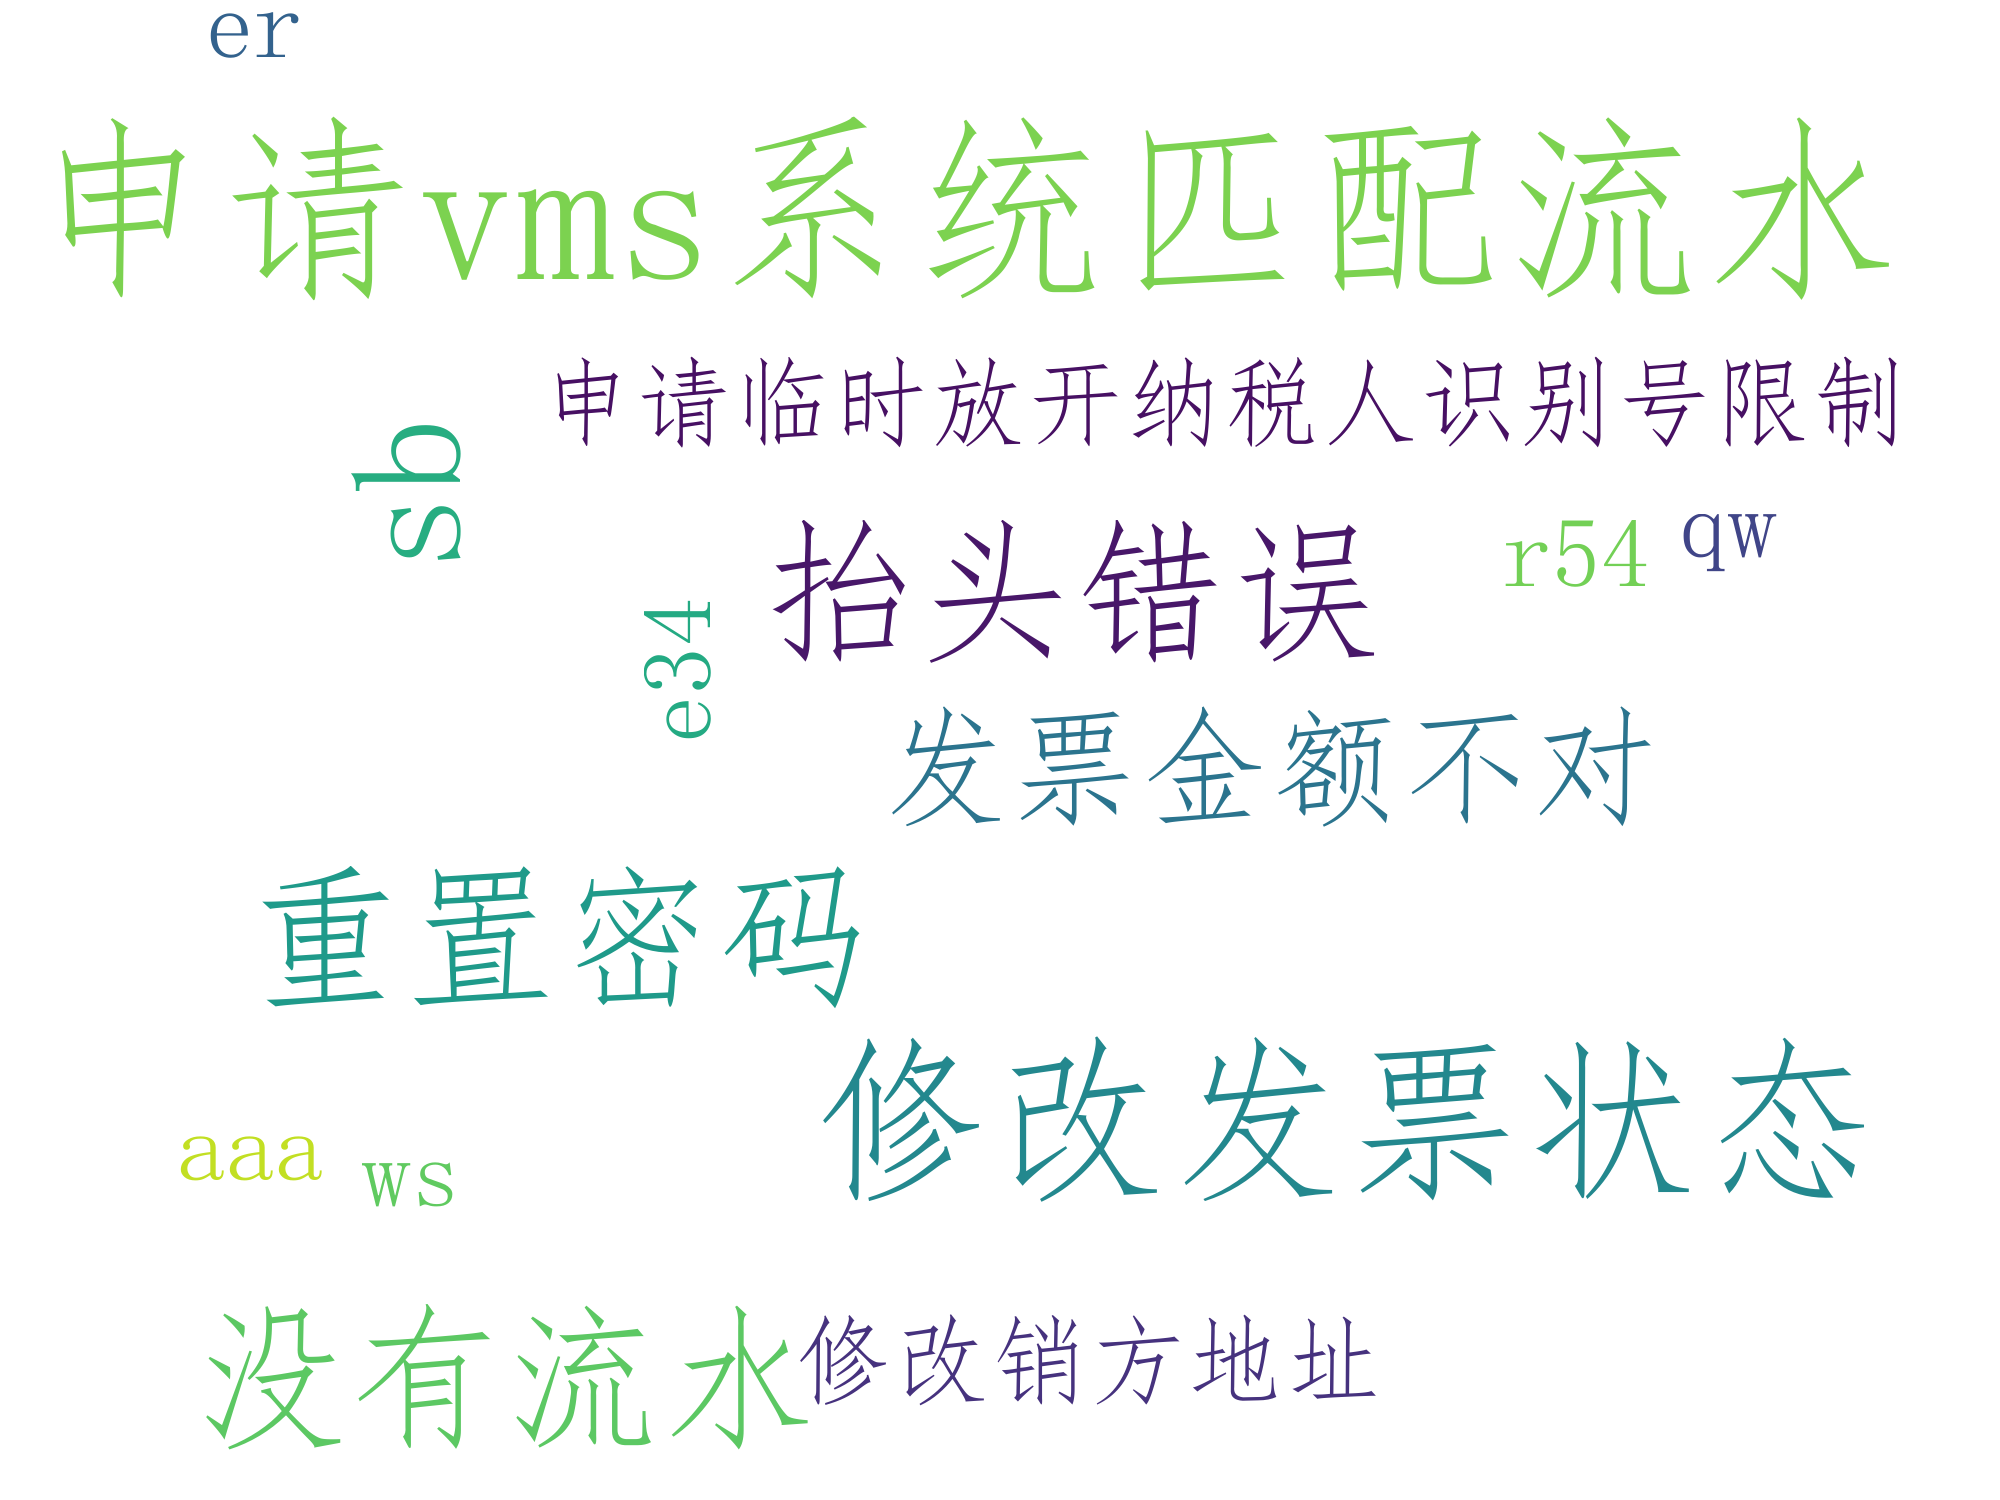 er
申请vms系统匹配流水
申请临时放开纳税人识别号限制
sb
抬头错误
r54
qw
e34
发票金额不对
重置密码
修改发票状态
aaa
ws
没有流水
修改销方地址